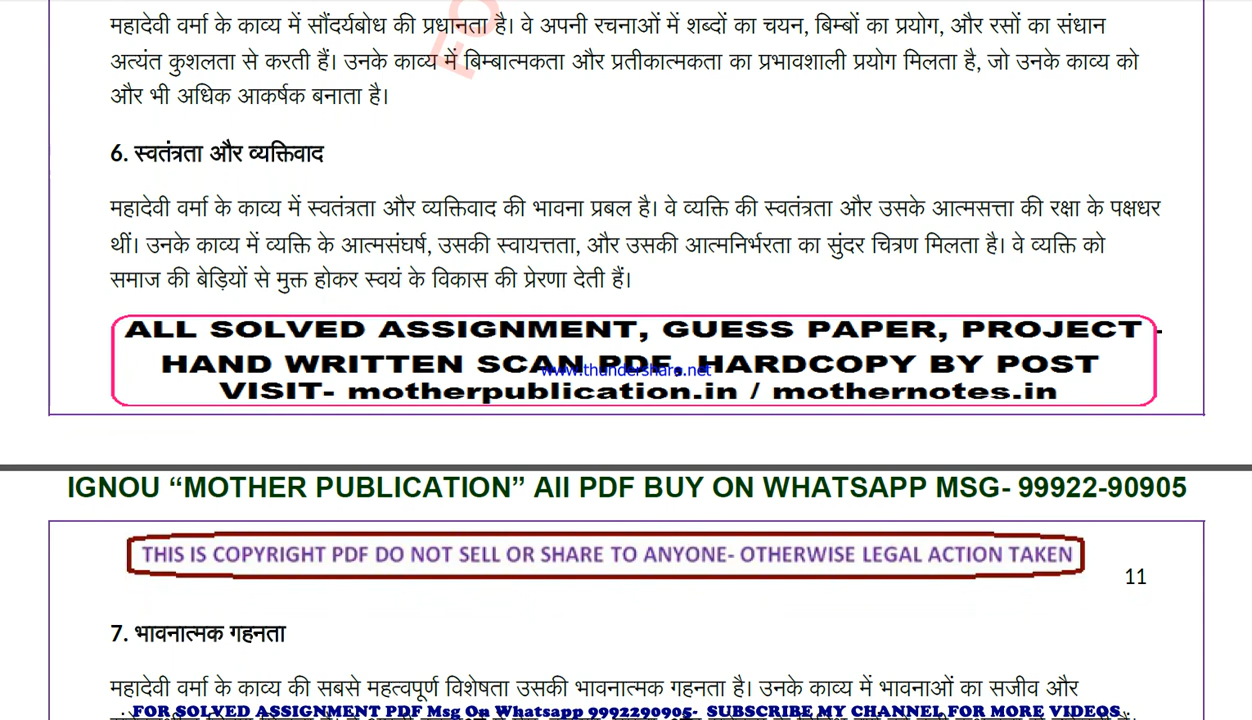 महादेवी वर्मा के काव्य में सौंदर्यबोध की प्रधानता है। वे अपनी रचनाओं में शब्दों का चयन, बिम्बों का प्रयोग, और रसों का संधान
अत्यंत कुशलता से करती हैं। उनके काव्य में बिम्बात्मकता और प्रतीकात्मकता का प्रभावशाली प्रयोग मिलता है, जो उनके काव्य को
और भी अधिक आकर्षक बनाता है।
6. स्वतंत्रता और व्यक्तिवाद
महादेवी वर्मा के काव्य में स्वतंत्रता और व्यक्तिवाद की भावना प्रबल है। वे व्यक्ति की स्वतंत्रता और उसके आत्मसत्ता की रक्षा के पक्षधर
थीं। उनके काव्य में व्यक्ति के आत्मसंघर्ष, उसकी स्वायत्तता, और उसकी आत्मनिर्भरता का सुंदर चित्रण मिलता है। वे व्यक्ति को
समाज की बेड़ियों से मुक्त होकर स्वयं के विकास की प्रेरणा देती हैं।
ALL SOLVED ASSIGNMENT, GUESS PAPER, PROJECT -
HAND WRITTEN SCAN PDF, HARDCOPY BY POST
www.thundershare.net
VISIT- motherpublication.in / mothernotes.in
IGNOU “MOTHER PUBLICATION” All PDF BUY ON WHATSAPP MSG- 99922-90905
THIS IS COPYRIGHT PDF DO NOT SELL OR SHARE TO ANYONE- OTHERWISE LEGAL ACTION TAKEN
11
7. भावनात्मक गहनता
महादेवी वर्मा के काव्य की सबसे महत्वपूर्ण विशेषता उसकी भावनात्मक गहनता है। उनके काव्य में भावनाओं का सजीव और
FOR SOLVED ASSIGNMENT PDF Msg On Whatsapp 9992290905- SUBSCRIBE MY CHANNEL FOR MORE VIDEOS